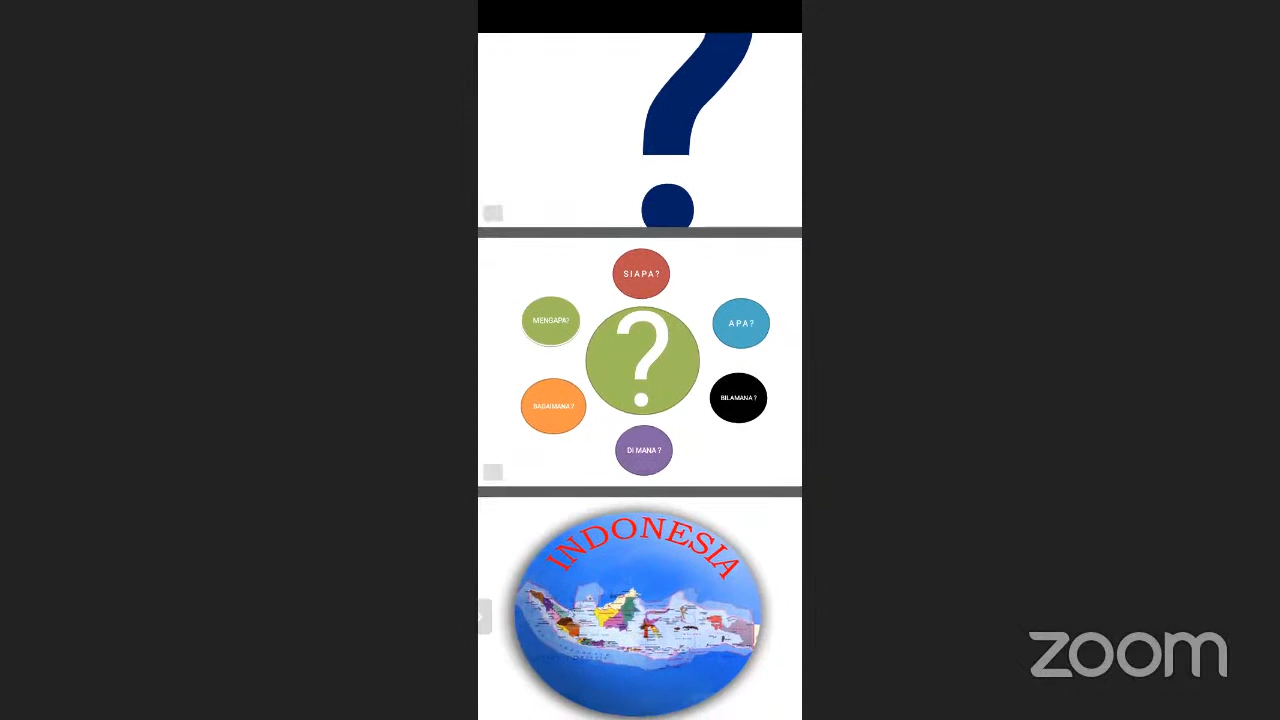 ?
SIAPA?
MENGAPA?
?
APA?
BAGAIMANA?
BILAMANA?
DI MANA?
INDONESIA
zoom